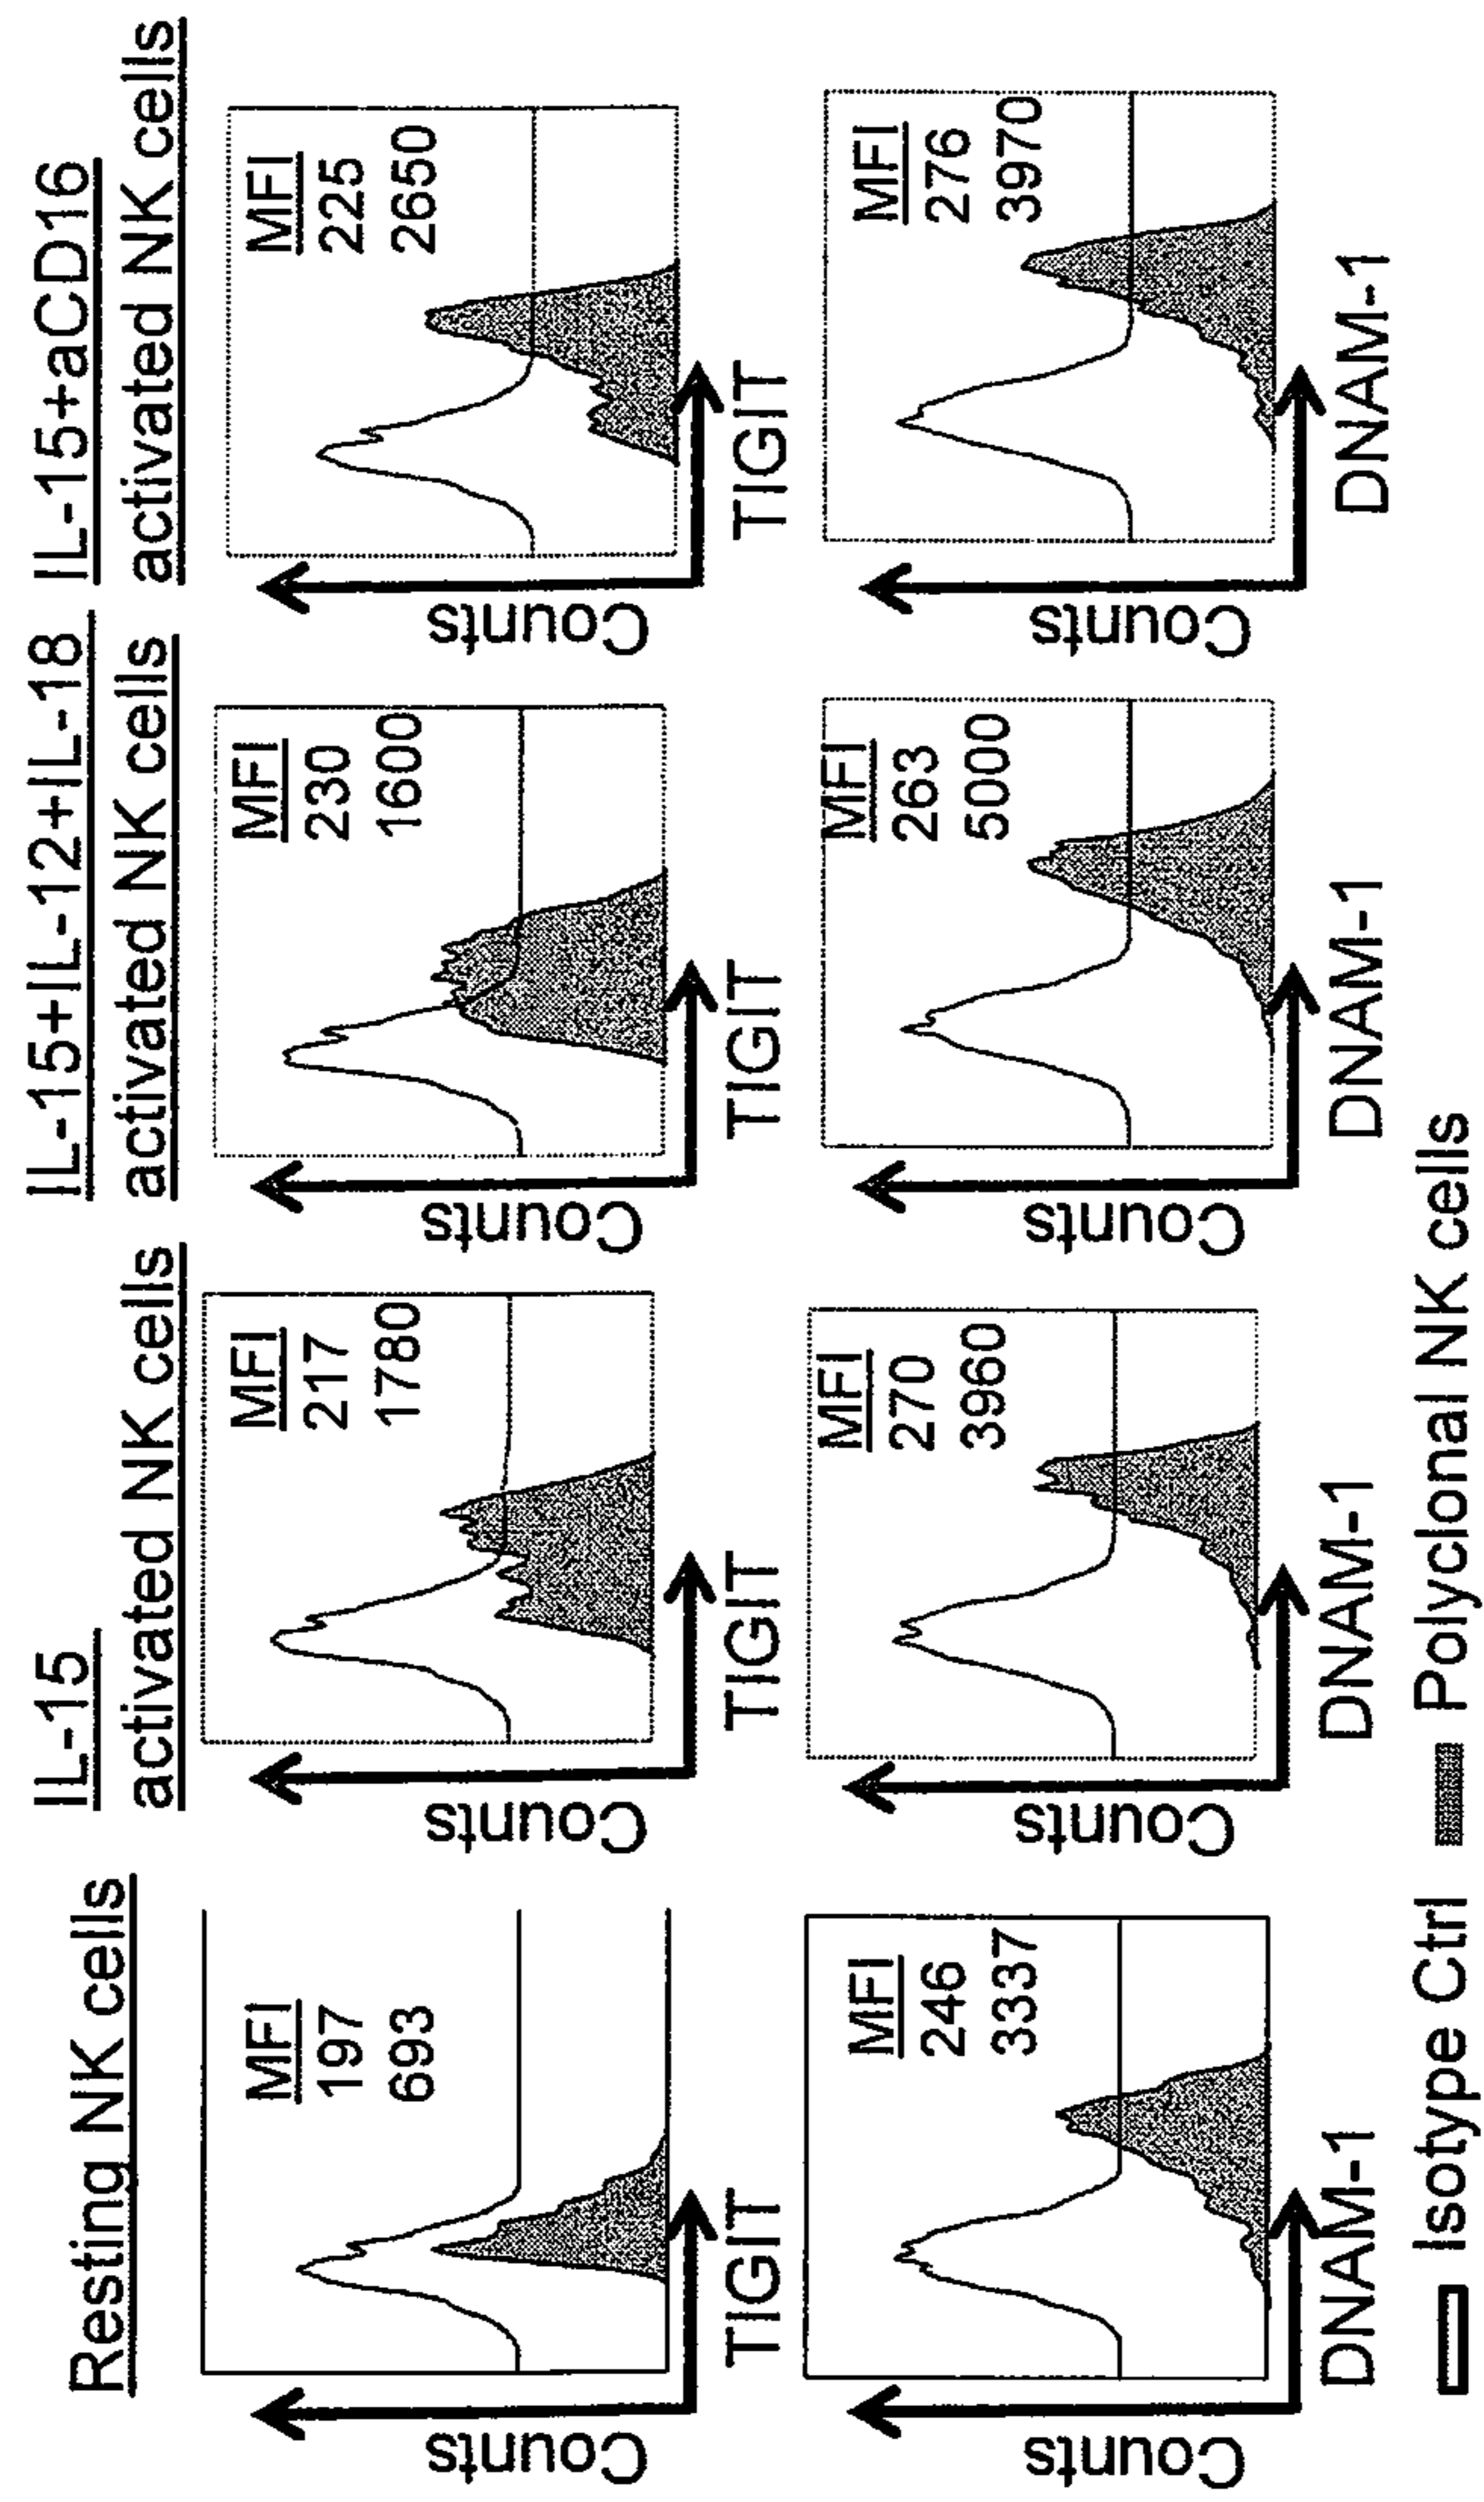 Resting NK cells
IL-15
activated NK cells
IL-15+IL-12+IL-18
activated NK cells
IL-15+aCD16
activated NK cells
Counts
MFI
197
693
TIGIT
Counts
MFI
217
1780
TIGIT
Counts
MFI
230
1600
TIGIT
Counts
MFI
225
2650
TIGIT
Counts
MFI
246
3337
DNAM-1
Counts
MFI
270
3960
DNAM-1
Counts
MFI
263
5000
DNAM-1
Counts
MFI
276
3970
DNAM-1
Isotype Ctrl
Polyclonal NK cells